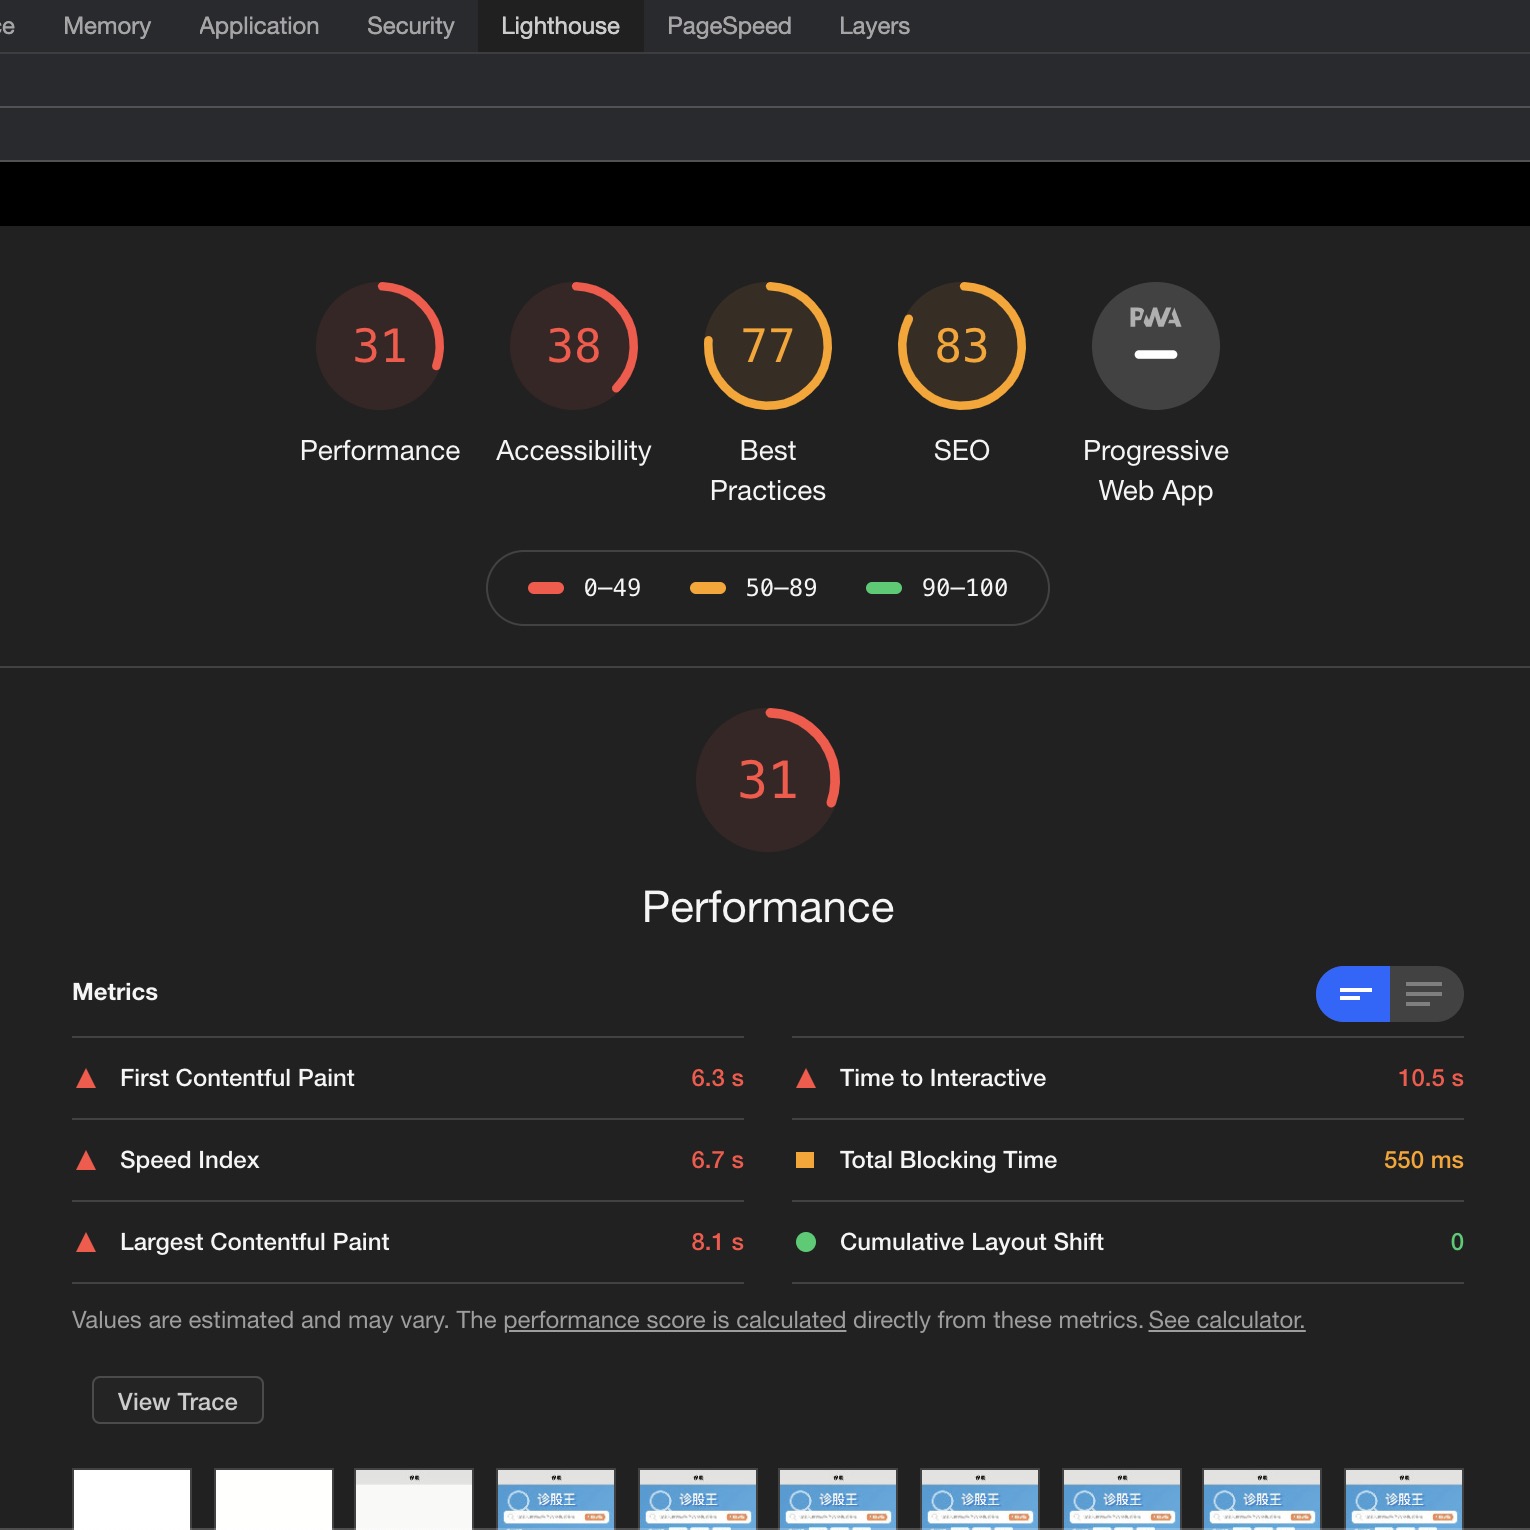 ce Memory Application Security Lighthouse PageSpeed Layers
31 38 77 83 PWA
Performance Accessibility Best Practices SEO Progressive Web App
0–49 50–89 90–100
31
Performance
Metrics
First Contentful Paint 6.3 s Time to Interactive 10.5 s
Speed Index 6.7 s Total Blocking Time 550 ms
Largest Contentful Paint 8.1 s Cumulative Layout Shift 0
Values are estimated and may vary. The performance score is calculated directly from these metrics. See calculator.
View Trace
诊股王 诊股王 诊股王 诊股王 诊股王 诊股王 诊股王